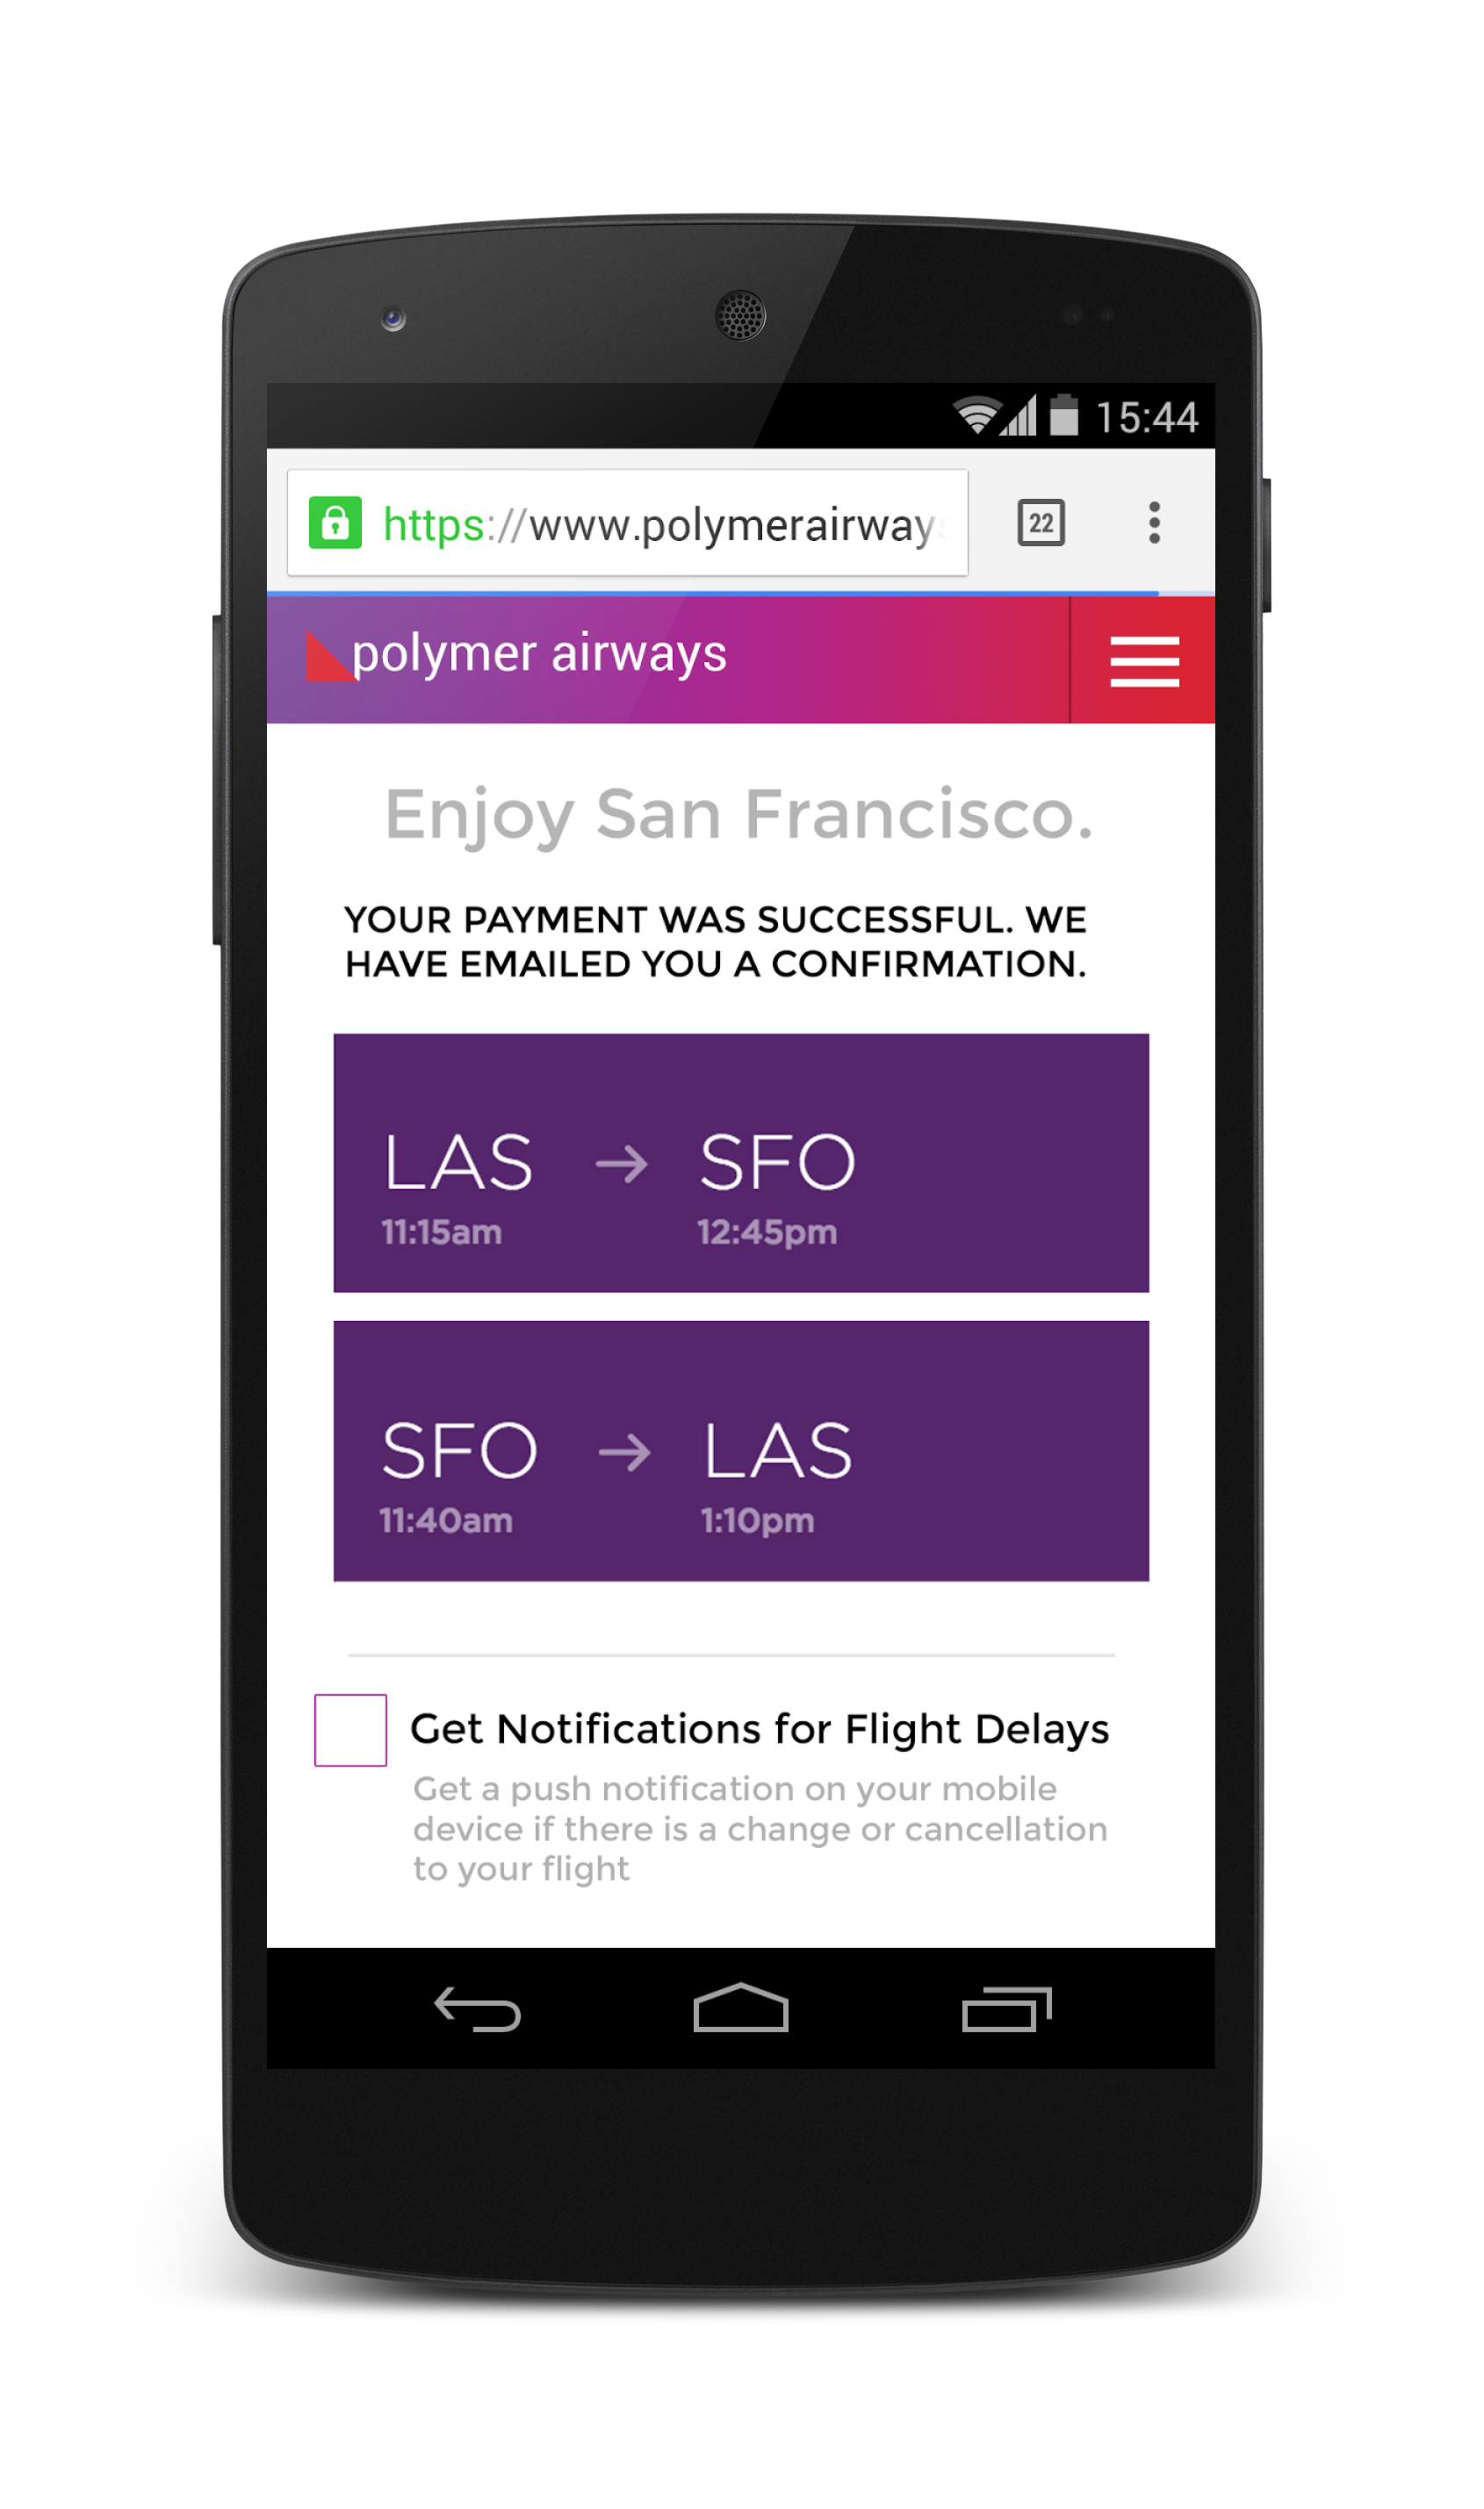 15:44
https://www.polymerairways
22
polymer airways
Enjoy San Francisco.
YOUR PAYMENT WAS SUCCESSFUL. WE
HAVE EMAILED YOU A CONFIRMATION.
LAS → SFO
11:15am 12:45pm
SFO → LAS
11:40am 1:10pm
Get Notifications for Flight Delays
Get a push notification on your mobile
device if there is a change or cancellation
to your flight